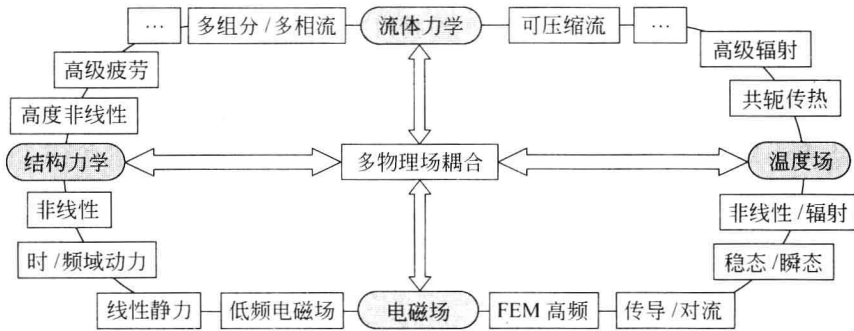 …
多组分/多相流
流体力学
可压缩流
…
高级疲劳
高级辐射
高度非线性
共轭传热
结构力学
多物理场耦合
温度场
非线性
非线性/辐射
时/频域动力
稳态/瞬态
线性静力
低频电磁场
电磁场
FEM 高频
传导/对流